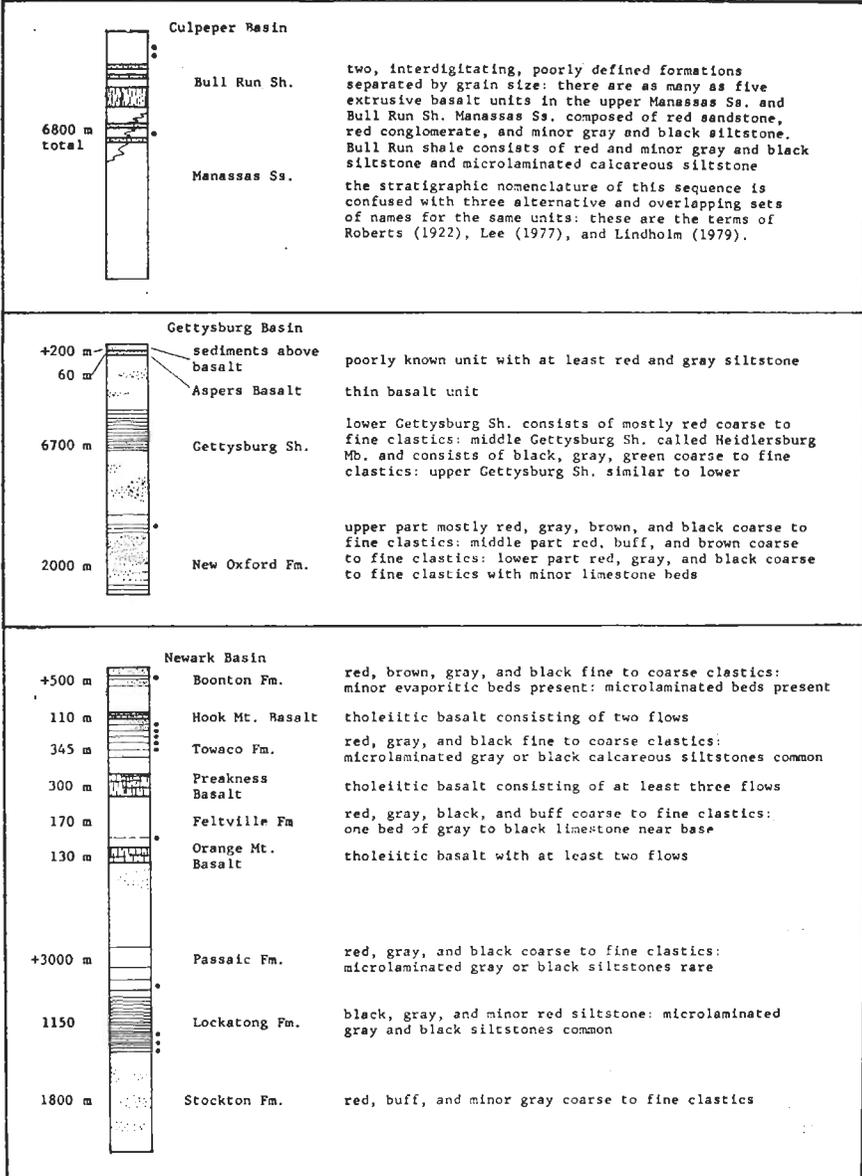 Culpeper Basin
Bull Run Sh.
two, interdigitating, poorly defined formations
separated by grain size: there are as many as five
extrusive basalt units in the upper Manassas Ss. and
Bull Run Sh. Manassas Ss. composed of red sandstone,
red conglomerate, and minor gray and black siltstone.
Bull Run shale consists of red and minor gray and black
siltstone and microlaminated calcareous siltstone
6800 m
total
Manassas Ss.
the stratigraphic nomenclature of this sequence is
confused with three alternative and overlapping sets
of names for the same units: these are the terms of
Roberts (1922), Lee (1977), and Lindholm (1979).
Gettysburg Basin
+200 m
sediments above
basalt
poorly known unit with at least red and gray siltstone
60 m
Aspers Basalt
thin basalt unit
6700 m
Gettysburg Sh.
lower Gettysburg Sh. consists of mostly red coarse to
fine clastics: middle Gettysburg Sh. called Heidlersburg
Mb. and consists of black, gray, green coarse to fine
clastics: upper Gettysburg Sh. similar to lower
2000 m
New Oxford Fm.
upper part mostly red, gray, brown, and black coarse to
fine clastics: middle part red, buff, and brown coarse
to fine clastics: lower part red, gray, and black coarse
to fine clastics with minor limestone beds
Newark Basin
+500 m
Boonton Fm.
red, brown, gray, and black fine to coarse clastics:
minor evaporitic beds present: microlaminated beds present
110 m
Hook Mt. Basalt
tholeiitic basalt consisting of two flows
345 m
Towaco Fm.
red, gray, and black fine to coarse clastics:
microlaminated gray or black calcareous siltstones common
300 m
Preakness
Basalt
tholeiitic basalt consisting of at least three flows
170 m
Feltville Fm
red, gray, black, and buff coarse to fine clastics:
one bed of gray to black limestone near base
130 m
Orange Mt.
Basalt
tholeiitic basalt with at least two flows
+3000 m
Passaic Fm.
red, gray, and black coarse to fine clastics:
microlaminated gray or black siltstones rare
1150
Lockatong Fm.
black, gray, and minor red siltstone: microlaminated
gray and black siltstones common
1800 m
Stockton Fm.
red, buff, and minor gray coarse to fine clastics